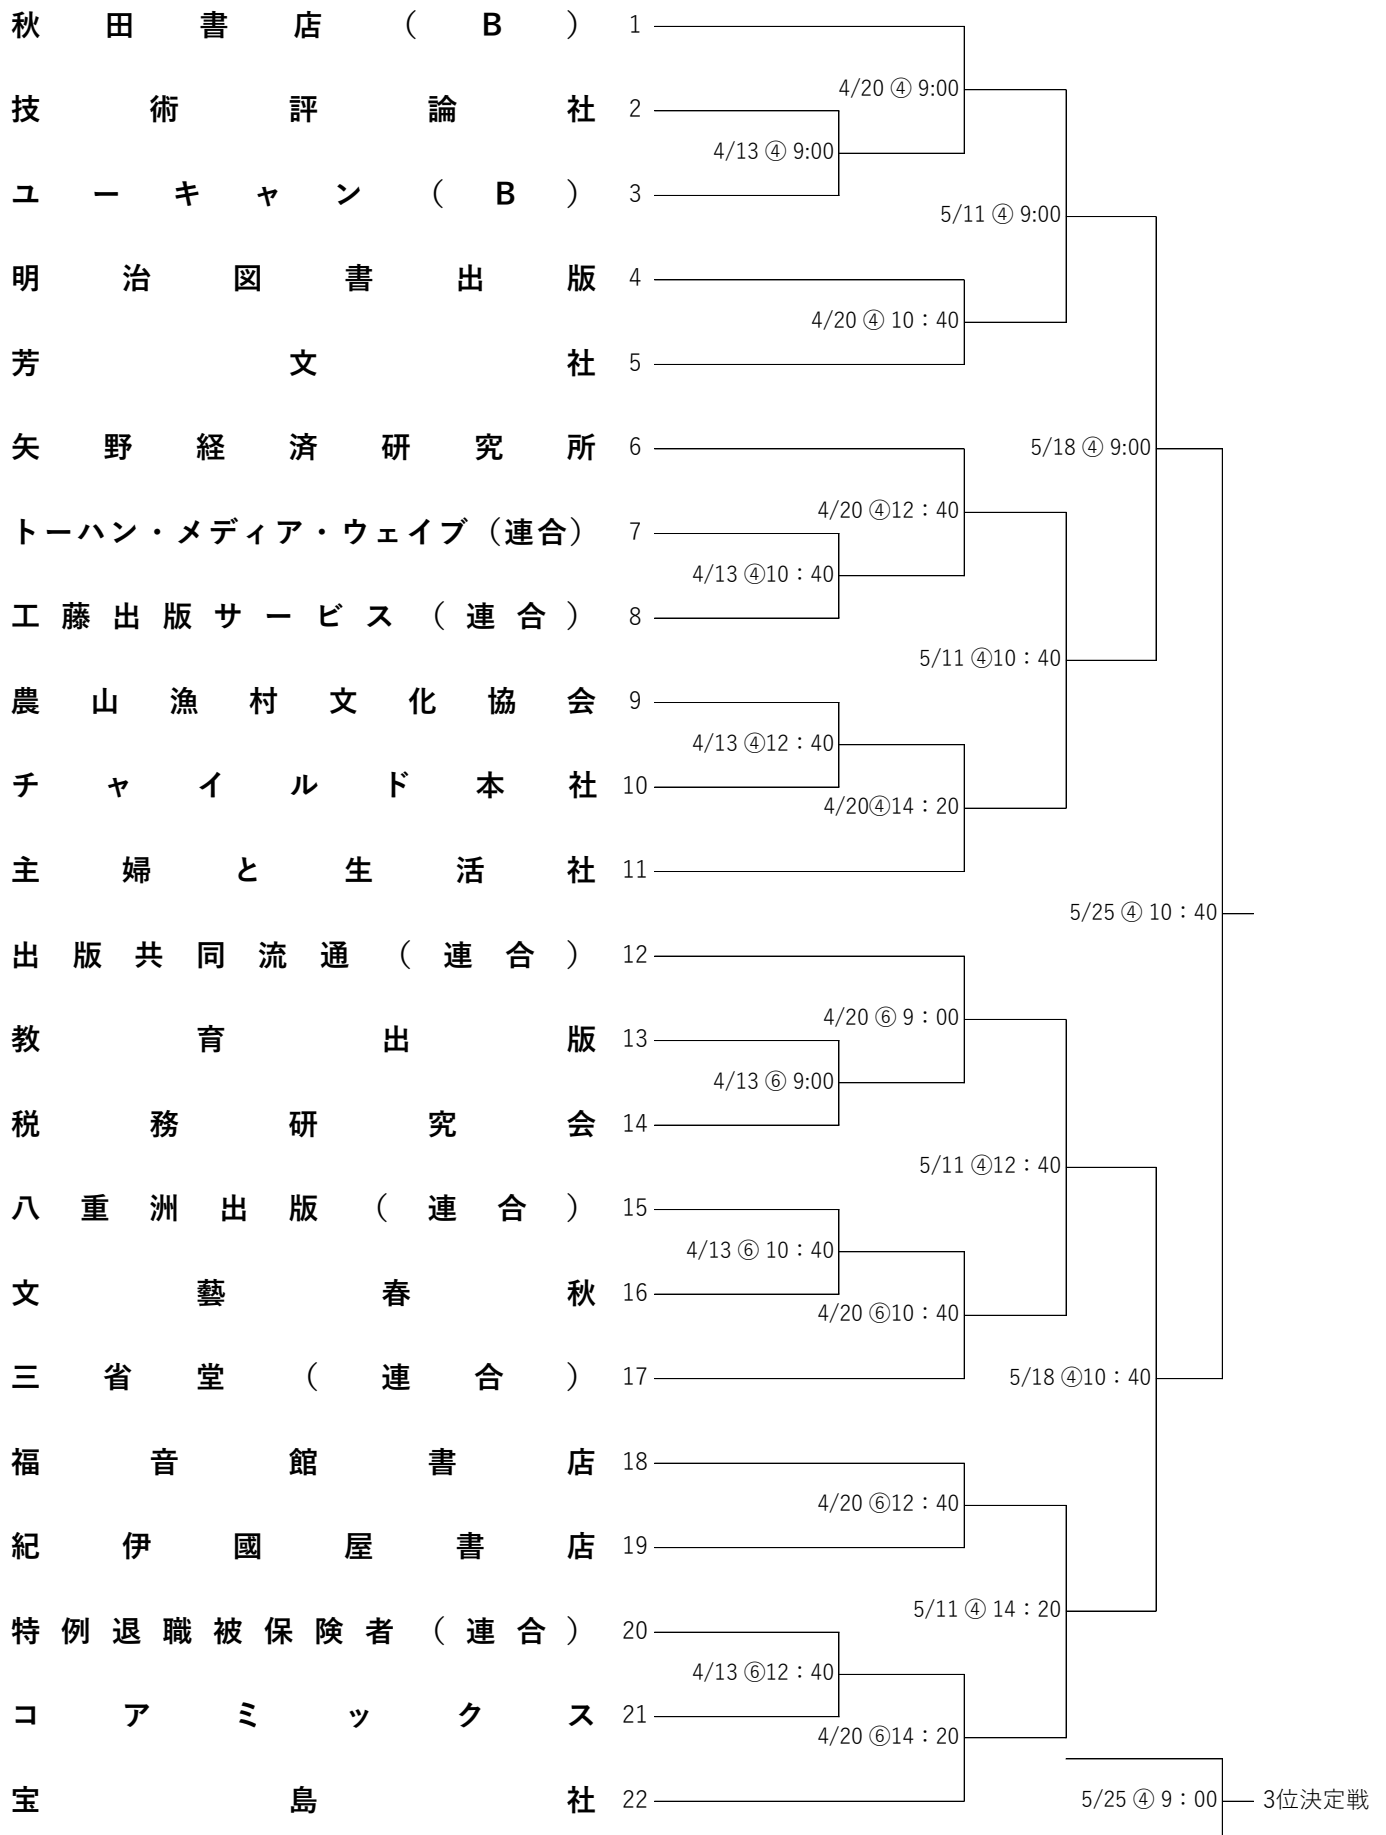 秋田書店(B) 1
4/20 ④ 9:00
技術評論社 2
4/13 ④ 9:00
ユーキャン(B) 3
5/11 ④ 9:00
明治図書出版 4
4/20 ④ 10：40
芳文社 5
矢野経済研究所 6
5/18 ④ 9:00
4/20 ④12：40
トーハン・メディア・ウェイブ(連合) 7
4/13 ④10：40
工藤出版サービス(連合) 8
5/11 ④10：40
農山漁村文化協会 9
4/13 ④12：40
チャイルド本社 10
4/20④14：20
主婦と生活社 11
5/25 ④ 10：40
出版共同流通(連合) 12
4/20 ⑥ 9：00
教育出版 13
4/13 ⑥ 9:00
税務研究会 14
5/11 ④12：40
八重洲出版(連合) 15
4/13 ⑥ 10：40
文藝春秋 16
4/20 ⑥10：40
三省堂(連合) 17
5/18 ④10：40
福音館書店 18
4/20 ⑥12：40
紀伊國屋書店 19
5/11 ④ 14：20
特例退職被保険者(連合) 20
4/13 ⑥12：40
コアミックス 21
4/20 ⑥14：20
宝島社 22
5/25 ④ 9：00
3位決定戦